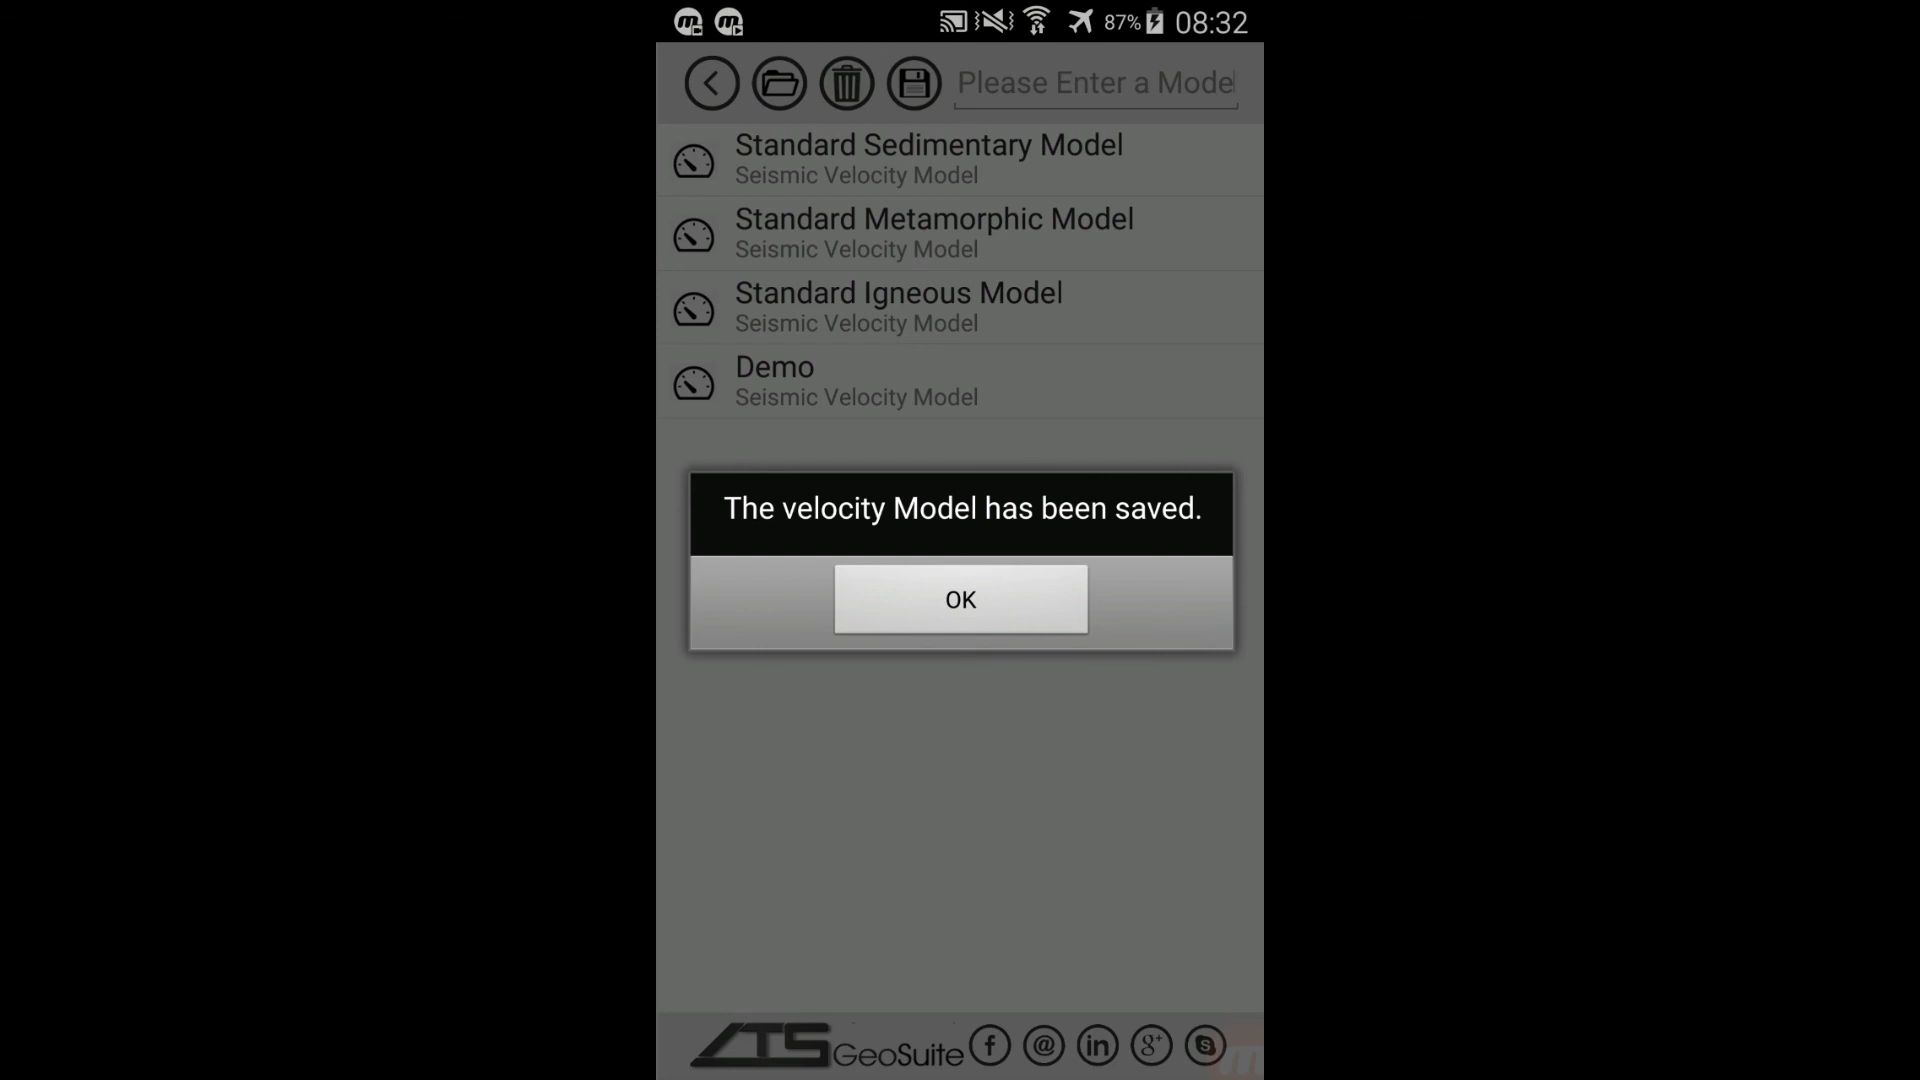 87% 08:32
Please Enter a Mode
Standard Sedimentary Model
Seismic Velocity Model
Standard Metamorphic Model
Seismic Velocity Model
Standard Igneous Model
Seismic Velocity Model
Demo
Seismic Velocity Model
The velocity Model has been saved.
OK
LTS GeoSuite